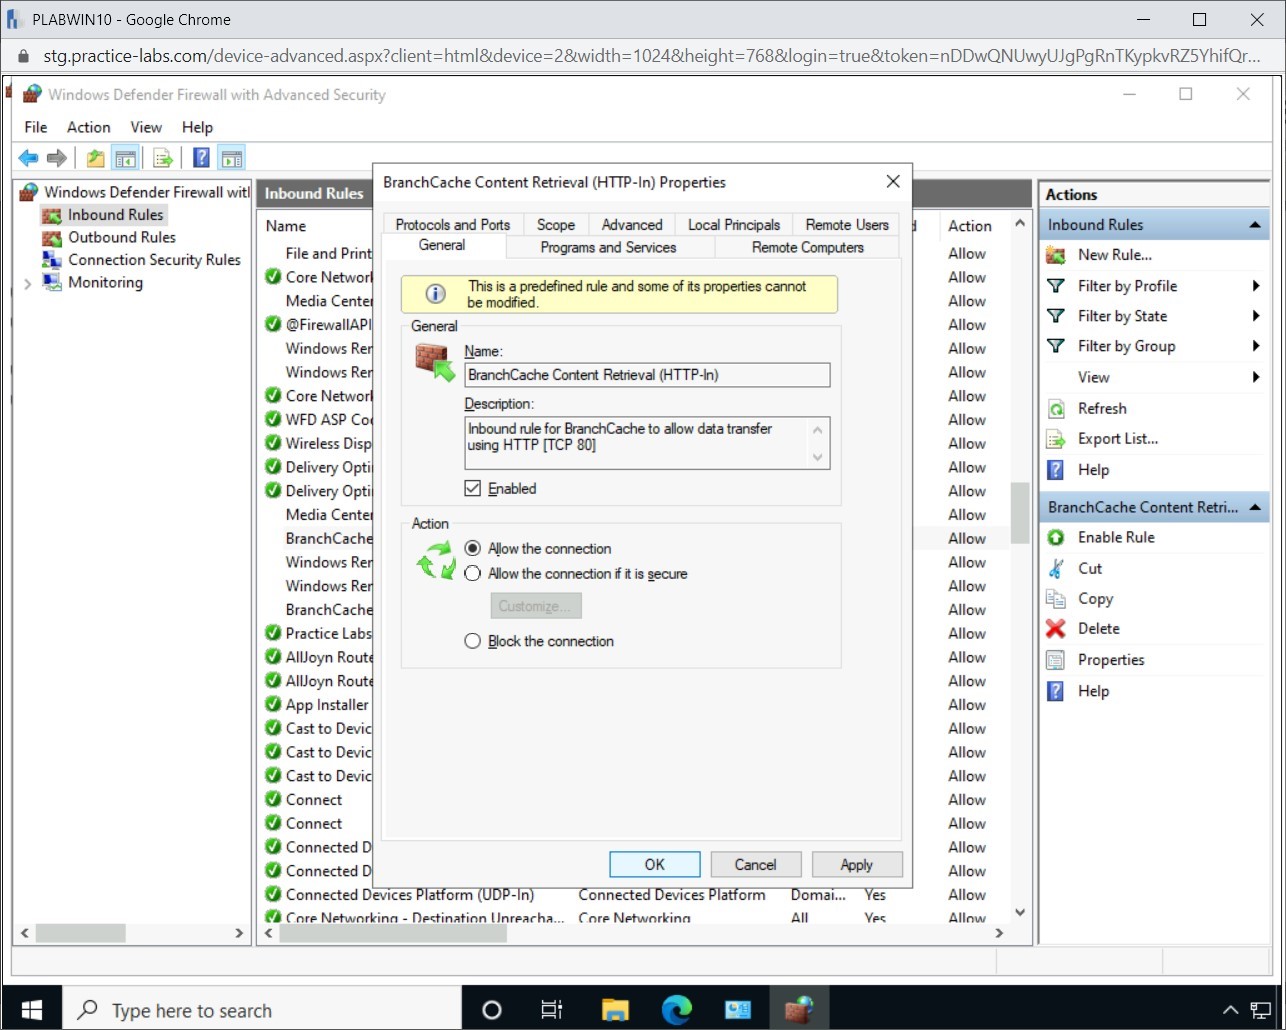 PLABWIN10 - Google Chrome
stg.practice-labs.com/device-advanced.aspx?client=html&device=2&width=1024&height=768&login=true&token=nDDwQNUwyUJgPgRnTKypkvRZ5YhifQr...
Windows Defender Firewall with Advanced Security
File Action View Help
Windows Defender Firewall witl
Inbound Rules
Outbound Rules
Connection Security Rules
Monitoring
Inbound Rules
Name
Action
File and Print
Allow
Core Network
Allow
Media Center
Allow
@FirewallAPI
Allow
Windows Rer
Allow
Windows Rer
Allow
Core Network
Allow
WFD ASP Coo
Allow
Wireless Disp
Allow
Delivery Opti
Allow
Delivery Opti
Allow
Media Center
Allow
BranchCache
Allow
Windows Rer
Allow
Windows Rer
Allow
BranchCache
Allow
Practice Labs
Allow
AllJoyn Route
Allow
AllJoyn Route
Allow
App Installer
Allow
Cast to Devic
Allow
Cast to Devic
Allow
Cast to Devic
Allow
Connect
Allow
Connect
Allow
Connected D
Allow
Connected D
Allow
Connected Devices Platform (UDP-In) Connected Devices Platform Domai... Yes Allow
Core Networking - Destination Unreacha... Core Networking All Yes Allow
BranchCache Content Retrieval (HTTP-In) Properties
Protocols and Ports Scope Advanced Local Principals Remote Users
General Programs and Services Remote Computers
This is a predefined rule and some of its properties cannot
be modified.
General
Name:
BranchCache Content Retrieval (HTTP-In)
Description:
Inbound rule for BranchCache to allow data transfer
using HTTP [TCP 80]
Enabled
Action
Allow the connection
Allow the connection if it is secure
Customize...
Block the connection
OK Cancel Apply
Actions
Inbound Rules
New Rule...
Filter by Profile
Filter by State
Filter by Group
View
Refresh
Export List...
Help
BranchCache Content Retri...
Enable Rule
Cut
Copy
Delete
Properties
Help
Type here to search